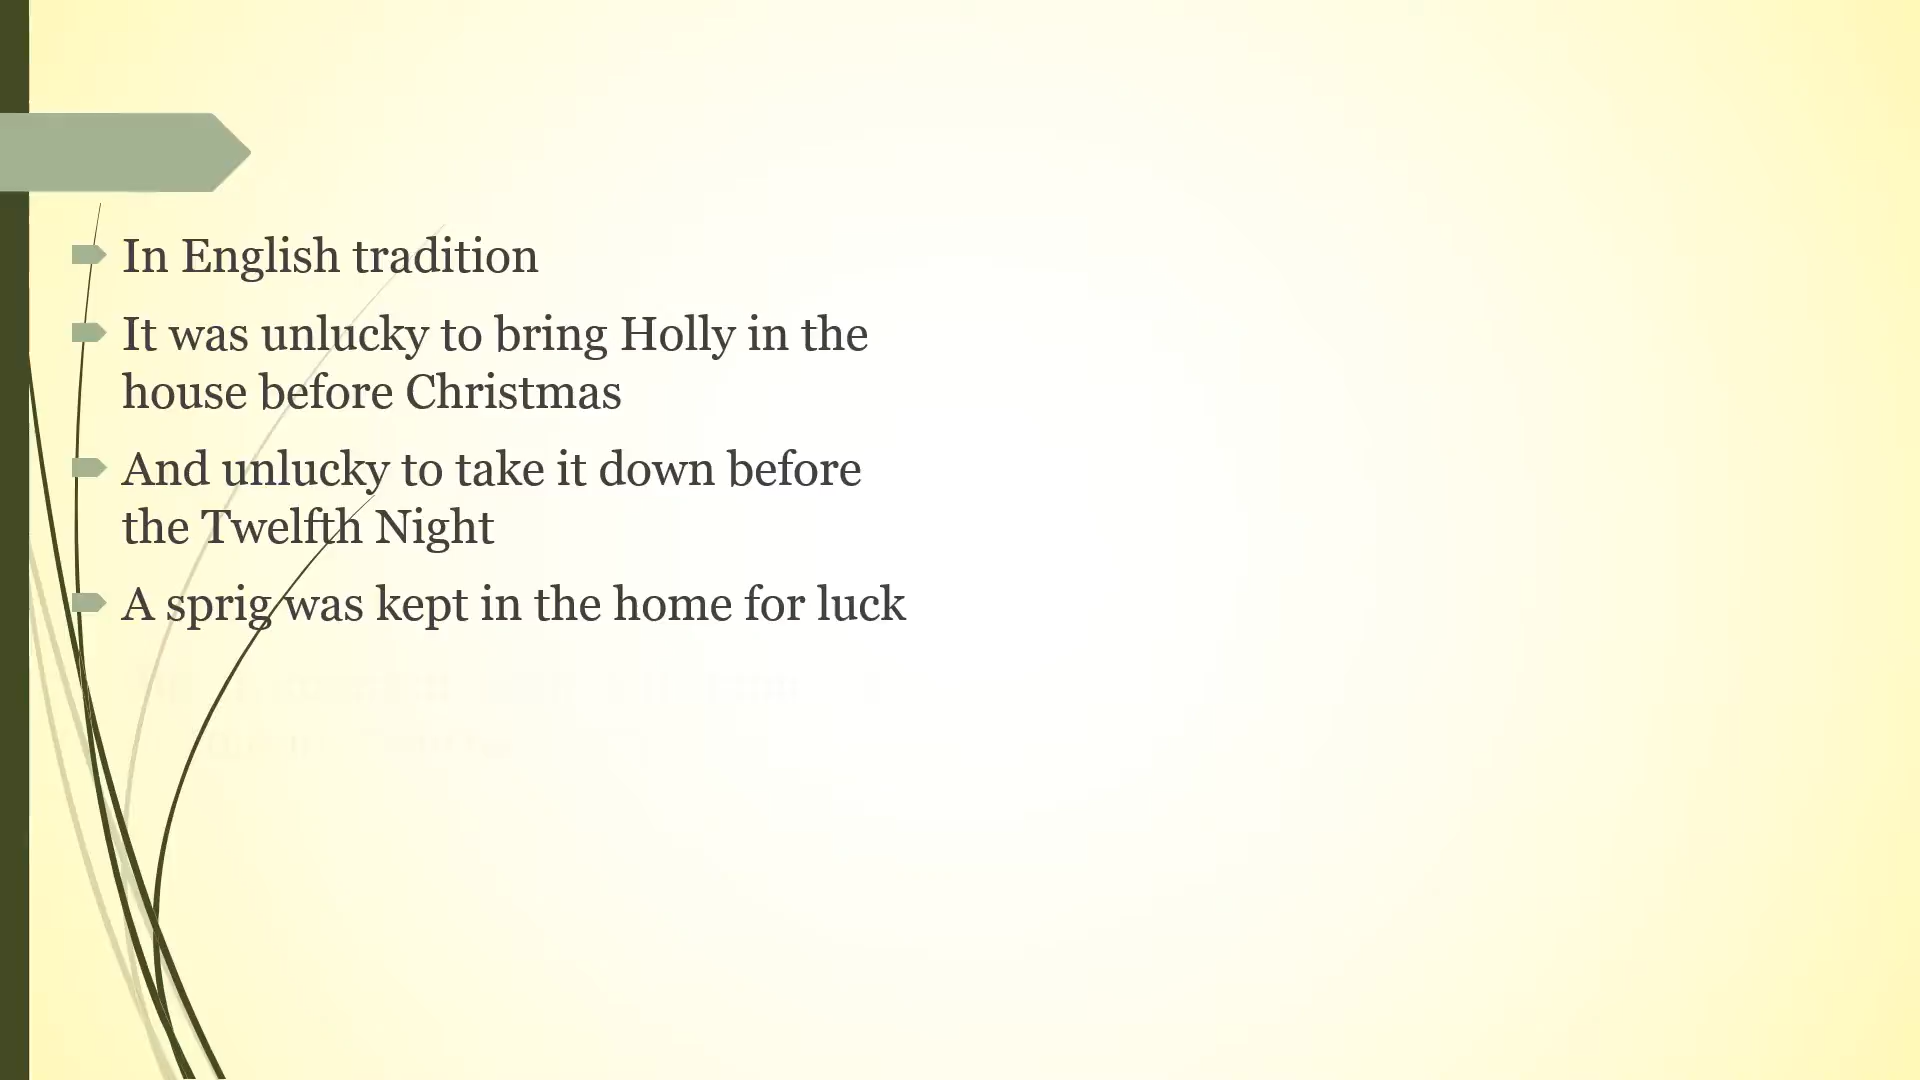 In English tradition
It was unlucky to bring Holly in the
house before Christmas
And unlucky to take it down before
the Twelfth Night
A sprig was kept in the home for luck